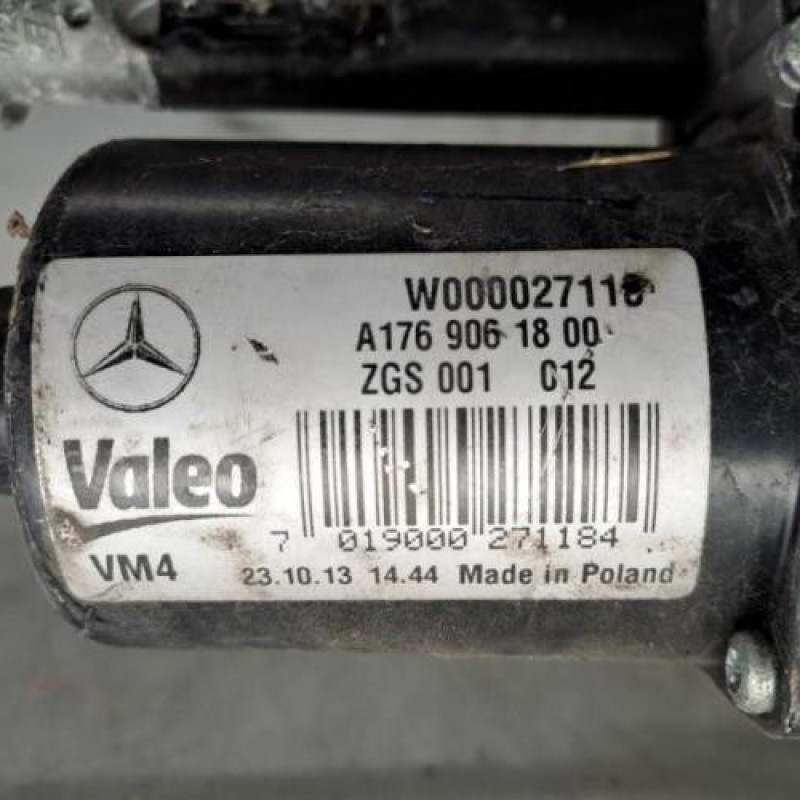 A176 906 18 00
ZGS 001 012
Valeo
7 019000 271184
VM4 23.10.13 14.44 Made in Poland